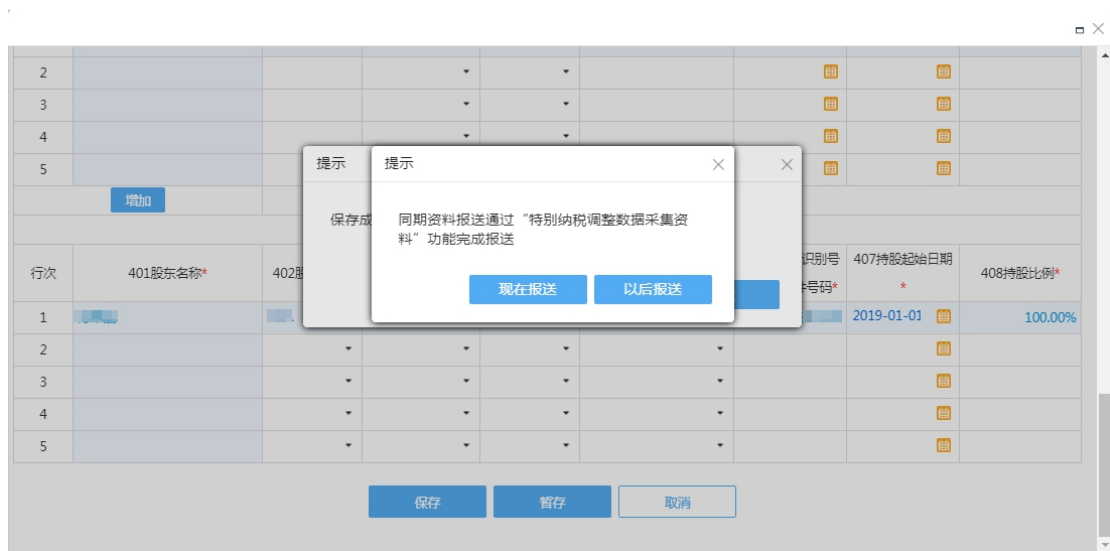 2
3
4
5
增加
提示
保存成
提示
同期资料报送通过“特别纳税调整数据采集资
料”功能完成报送
现在报送
以后报送
行次
401股东名称*
402股
识别号
号码*
407持股起始日期
*
408持股比例*
1
2019-01-01
100.00%
2
3
4
5
保存
暂存
取消